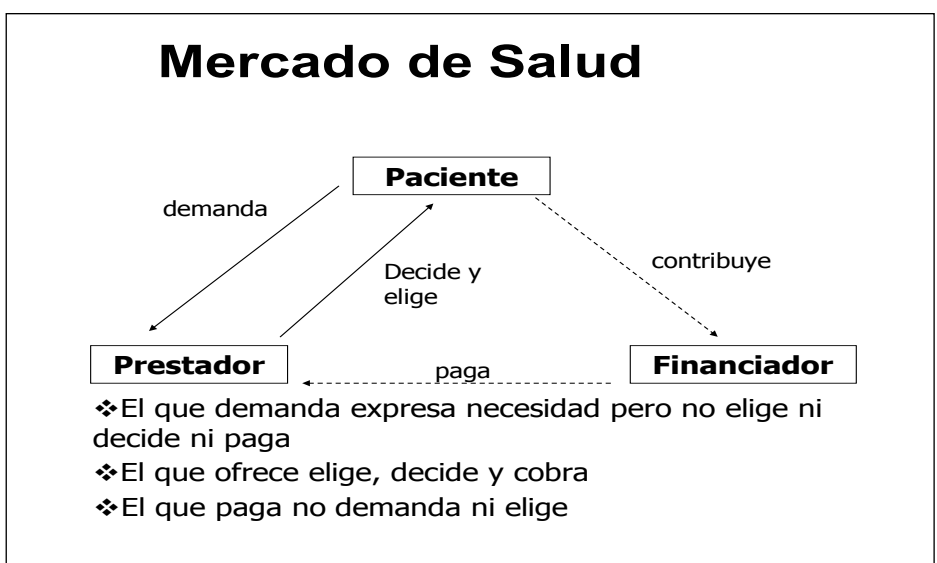 Mercado de Salud
Paciente
demanda
Decide y
elige
contribuye
Prestador
paga
Financiador
❖El que demanda expresa necesidad pero no elige ni
decide ni paga
❖El que ofrece elige, decide y cobra
❖El que paga no demanda ni elige